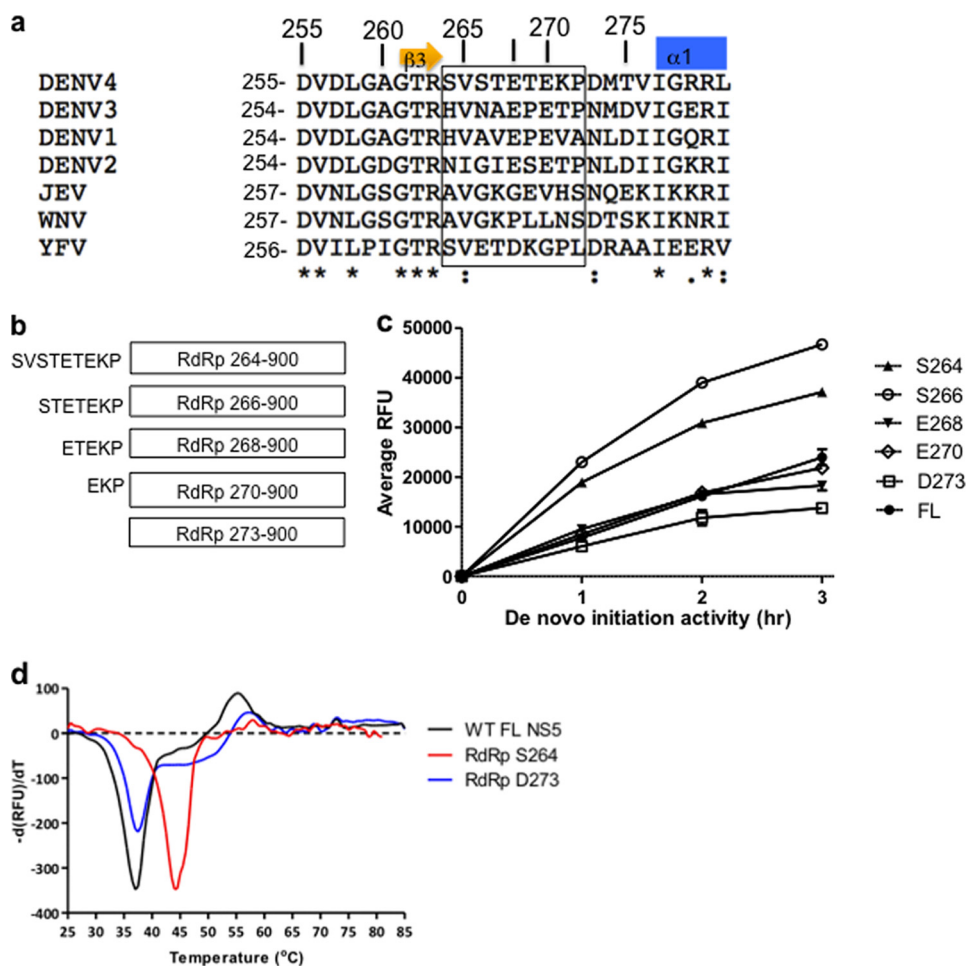 a
255 260 265 270 275
β3 α1
DENV4 255- DVDLGAGTRSVSTETEKPDMTVIGRRL
DENV3 254- DVDLGAGTRHVNAEPETPNMDVIGERI
DENV1 254- DVDLGAGTRHVAVEPEVANLDIIGQRI
DENV2 254- DVDLGDGTRNIGIESETPNLDIIGKRI
JEV 257- DVNLGSGTRAVGKGEVHSNQEKIKKRI
WNV 257- DVNLGSGTRAVGKPLLNSDTSKIKNRI
YFV 256- DVILPIGTRSVETDKGPLDRAAIEERV
** * *** : : * .*:
b
SVSTETEKP RdRp 264-900
STETEKP RdRp 266-900
ETEKP RdRp 268-900
EKP RdRp 270-900
RdRp 273-900
c
Average RFU
50000
40000
30000
20000
10000
0
0 1 2 3
De novo initiation activity (hr)
S264
S266
E268
E270
D273
FL
d
-d(RFU)/dT
100
0
-100
-200
-300
-400
25 30 35 40 45 50 55 60 65 70 75 80 85
Temperature (°C)
WT FL NS5
RdRp S264
RdRp D273